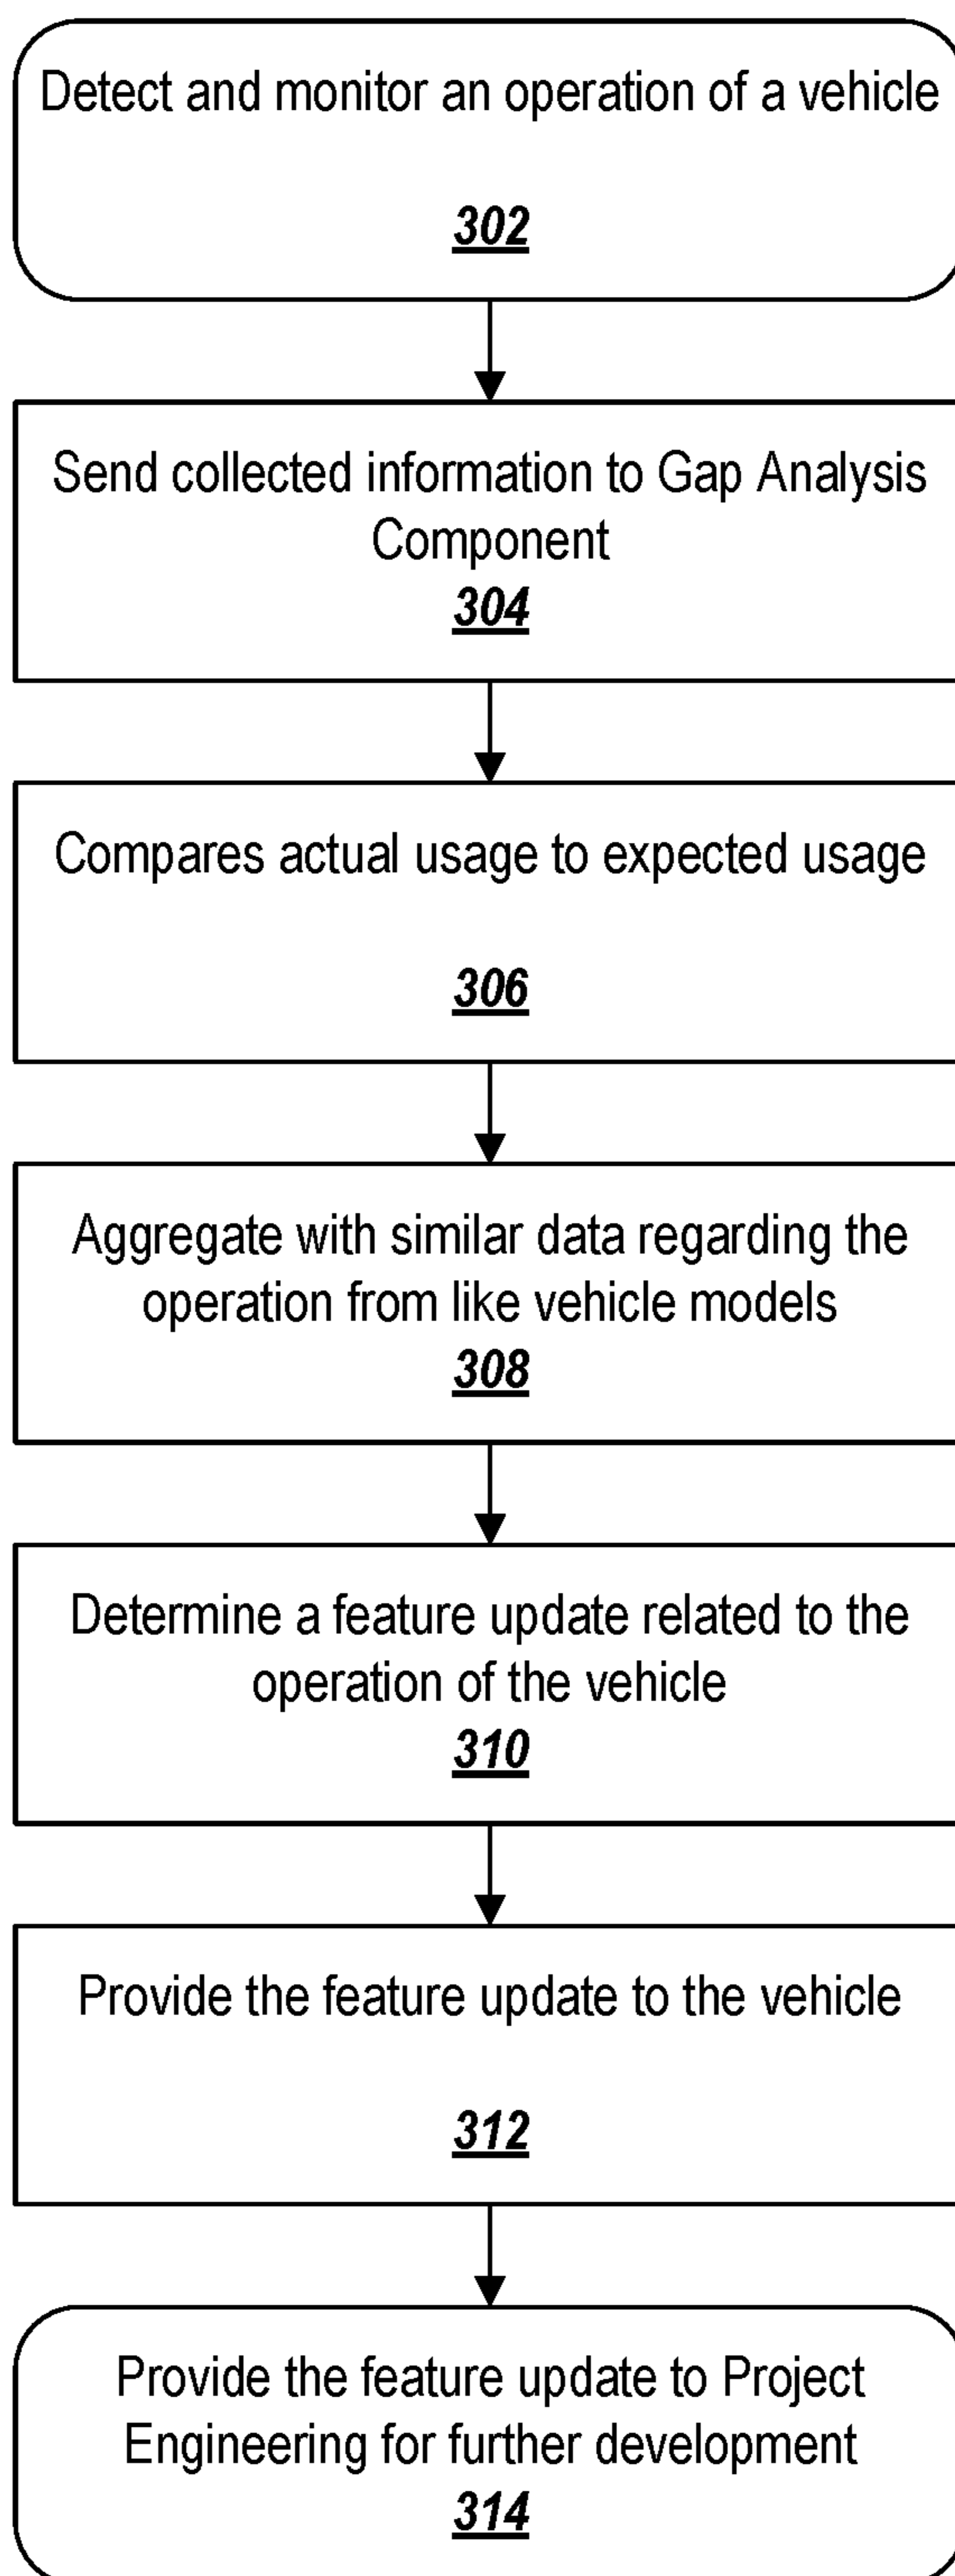 Detect and monitor an operation of a vehicle
302
Send collected information to Gap Analysis
Component
304
Compares actual usage to expected usage
306
Aggregate with similar data regarding the
operation from like vehicle models
308
Determine a feature update related to the
operation of the vehicle
310
Provide the feature update to the vehicle
312
Provide the feature update to Project
Engineering for further development
314